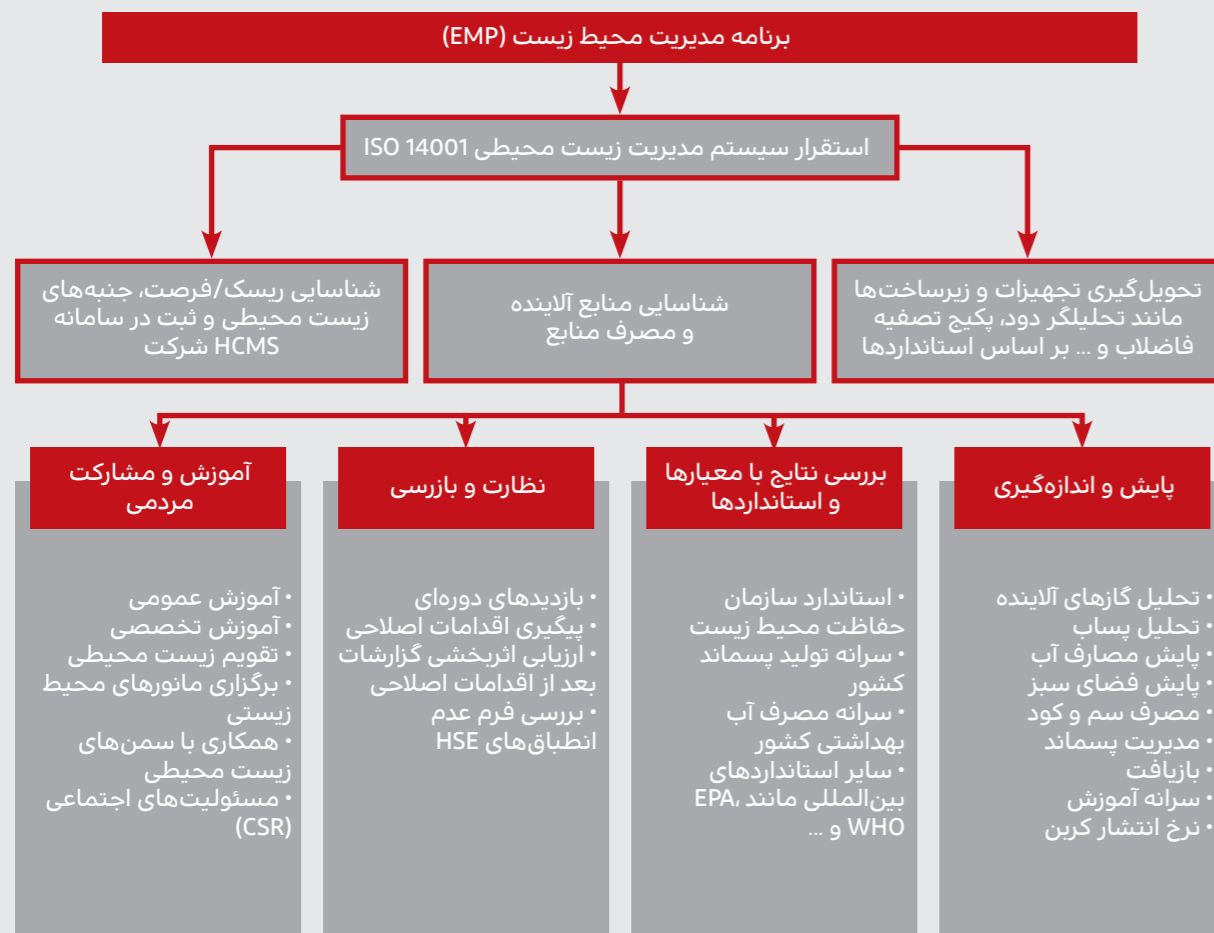 برنامه مدیریت محیط زیست (EMP)
استقرار سیستم مدیریت زیست محیطی ISO 14001
تحویل‌گیری تجهیزات و زیرساخت‌ها
مانند تحلیلگر دود، پکیج تصفیه
فاضلاب و ... بر اساس استانداردها
شناسایی منابع آلاینده
و مصرف منابع
شناسایی ریسک/فرصت، جنبه‌های
زیست محیطی و ثبت در سامانه
HCMS شرکت
پایش و اندازه‌گیری
• تحلیل گازهای آلاینده
• تحلیل پساب
• پایش مصارف آب
• پایش فضای سبز
• مصرف سم و کود
• مدیریت پسماند
• بازیافت
• سرانه آموزش
• نرخ انتشار کربن
بررسی نتایج با معیارها
و استانداردها
• استاندارد سازمان
حفاظت محیط زیست
• سرانه تولید پسماند
کشور
• سرانه مصرف آب
بهداشتی کشور
• سایر استانداردهای
بین‌المللی مانند EPA،
WHO و ...
نظارت و بازرسی
• بازدیدهای دوره‌ای
• پیگیری اقدامات اصلاحی
• ارزیابی اثربخشی گزارشات
بعد از اقدامات اصلاحی
• بررسی فرم عدم
انطباق‌های HSE
آموزش و مشارکت
مردمی
• آموزش عمومی
• آموزش تخصصی
• تقویم زیست محیطی
• برگزاری مانورهای محیط
زیستی
• همکاری با سمن‌های
زیست محیطی
• مسئولیت‌های اجتماعی
(CSR)